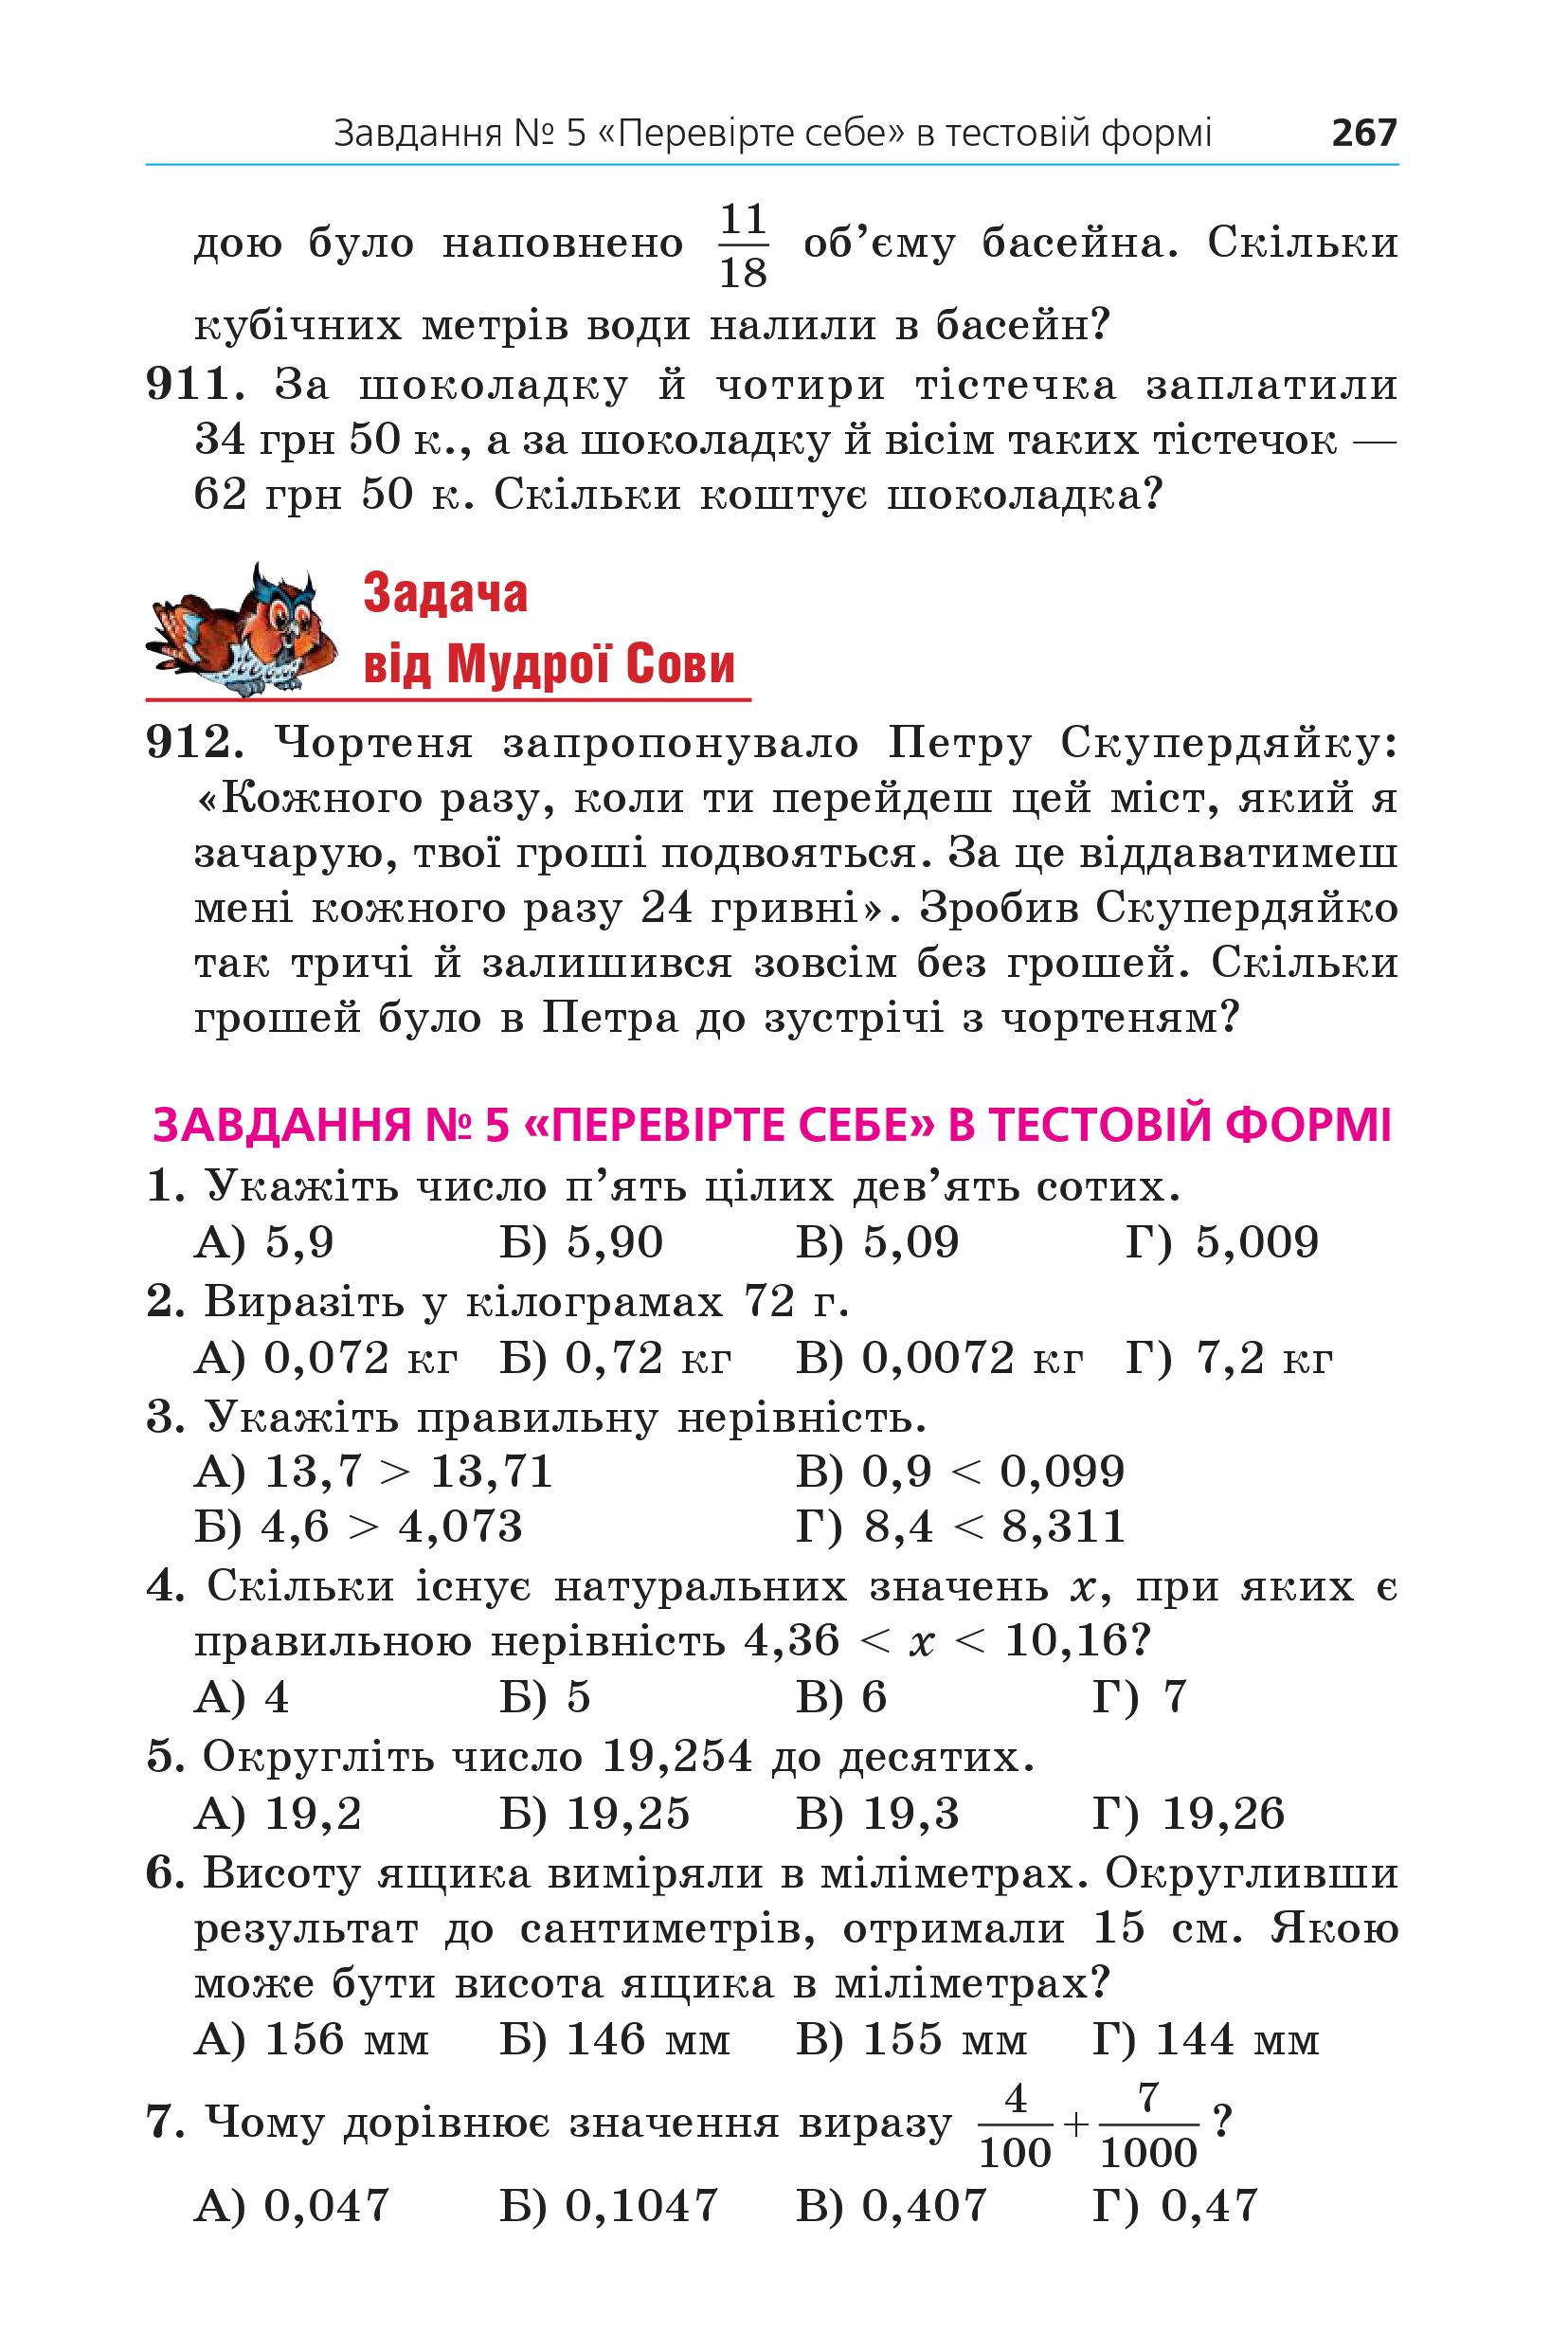 Завдання № 5 «Перевірте себе» в тестовій формі 267
дою було наповнено 11/18 об’єму басейна. Скільки
кубічних метрів води налили в басейн?
911. За шоколадку й чотири тістечка заплатили
34 грн 50 к., а за шоколадку й вісім таких тістечок —
62 грн 50 к. Скільки коштує шоколадка?
Задача
від Мудрої Сови
912. Чортеня запропонувало Петру Скупердяйку:
«Кожного разу, коли ти перейдеш цей міст, який я
зачарую, твої гроші подвояться. За це віддаватимеш
мені кожного разу 24 гривні». Зробив Скупердяйко
так тричі й залишився зовсім без грошей. Скільки
грошей було в Петра до зустрічі з чортеням?
ЗАВДАННЯ № 5 «ПЕРЕВІРТЕ СЕБЕ» В ТЕСТОВІЙ ФОРМІ
1. Укажіть число п’ять цілих дев’ять сотих.
А) 5,9 Б) 5,90 В) 5,09 Г) 5,009
2. Виразіть у кілограмах 72 г.
А) 0,072 кг Б) 0,72 кг В) 0,0072 кг Г) 7,2 кг
3. Укажіть правильну нерівність.
А) 13,7 > 13,71 В) 0,9 < 0,099
Б) 4,6 > 4,073 Г) 8,4 < 8,311
4. Скільки існує натуральних значень x, при яких є
правильною нерівність 4,36 < x < 10,16?
А) 4 Б) 5 В) 6 Г) 7
5. Округліть число 19,254 до десятих.
А) 19,2 Б) 19,25 В) 19,3 Г) 19,26
6. Висоту ящика виміряли в міліметрах. Округливши
результат до сантиметрів, отримали 15 см. Якою
може бути висота ящика в міліметрах?
А) 156 мм Б) 146 мм В) 155 мм Г) 144 мм
7. Чому дорівнює значення виразу 4/100 + 7/1000 ?
А) 0,047 Б) 0,1047 В) 0,407 Г) 0,47